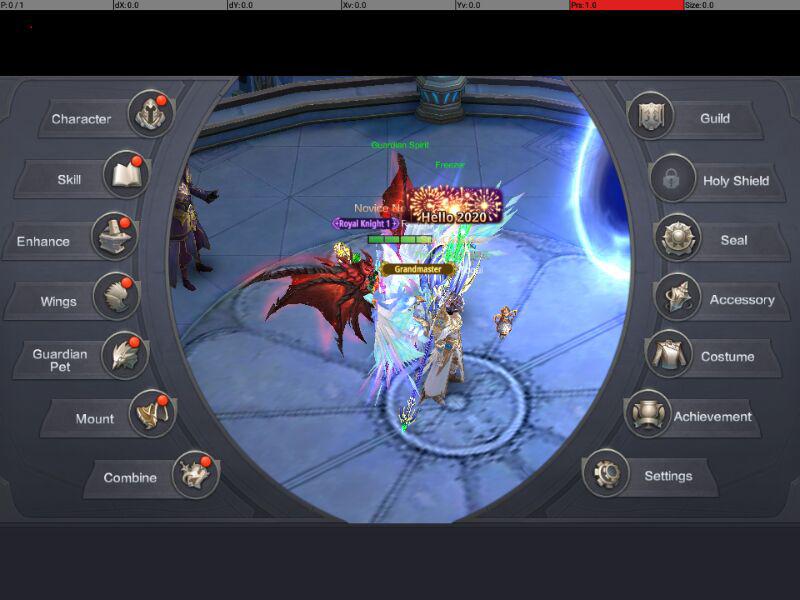 P: 0 / 1
dX: 0.0
dY: 0.0
Xv: 0.0
Yv: 0.0
Prs: 1.0
Size: 0.0
Character
Guild
Guardian Spirit
Freezer
Skill
Holy Shield
Novice
Hello 2020
Royal Knight 1
Enhance
Seal
Grandmaster
Wings
Accessory
Guardian
Pet
Costume
Mount
Achievement
Combine
Settings